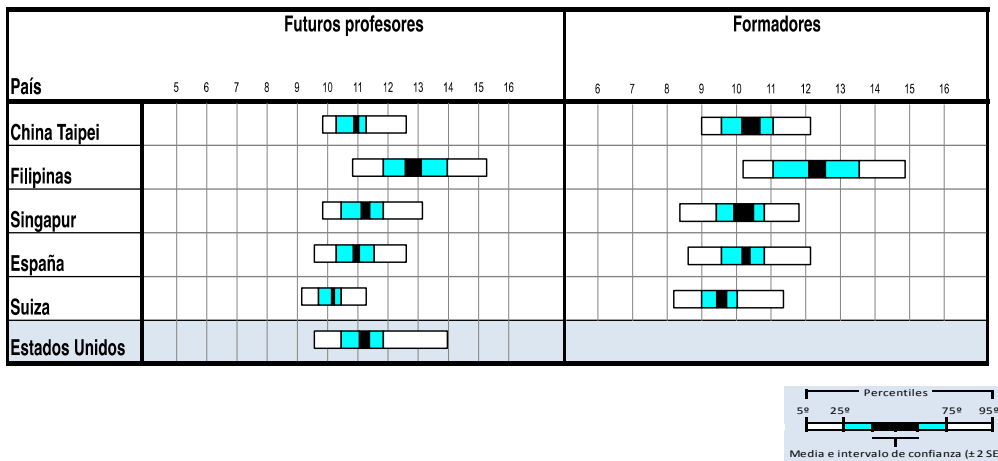 Futuros profesores Formadores
País 5 6 7 8 9 10 11 12 13 14 15 16 6 7 8 9 10 11 12 13 14 15 16
China Taipei
Filipinas
Singapur
España
Suiza
Estados Unidos
Percentiles
5º 25º 75º 95º
Media e intervalo de confianza (±2 SE